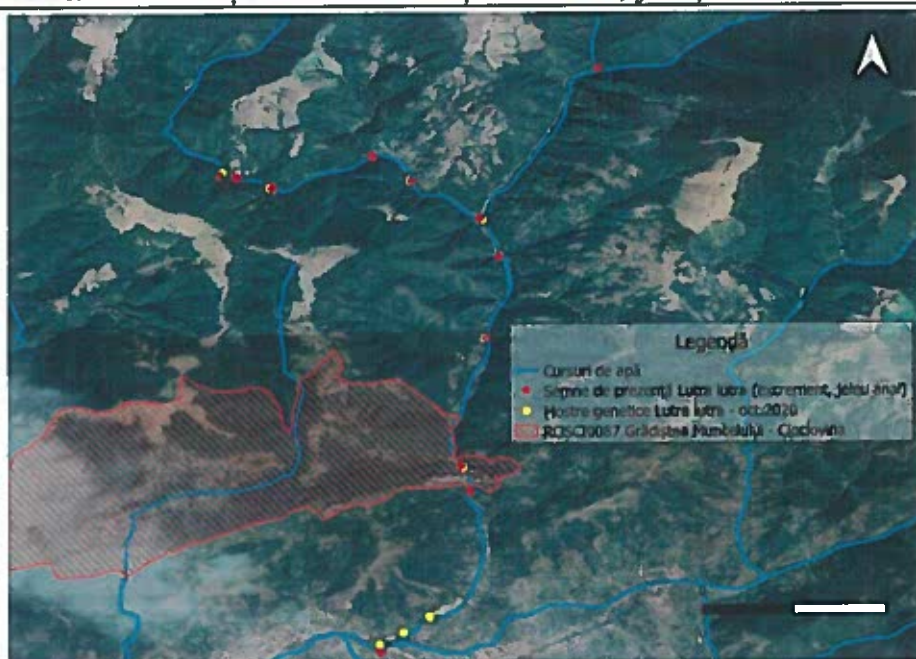 Legendă
Cursuri de apă
Semne de prezență Lutra lutra (excrement, jeleu anal)
Mostre genetice Lutra lutra - oct.2020
ROSCI0087 Grădiștea Muncelului - Cioclovina